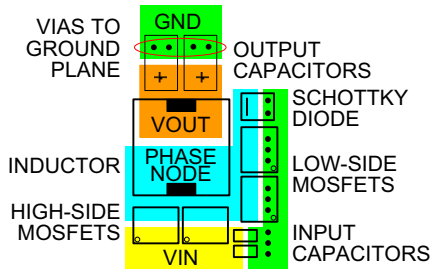 VIAS TO
GROUND
PLANE
GND
OUTPUT
CAPACITORS
VOUT
SCHOTTKY
DIODE
INDUCTOR
PHASE
NODE
LOW-SIDE
MOSFETS
HIGH-SIDE
MOSFETS
VIN
INPUT
CAPACITORS